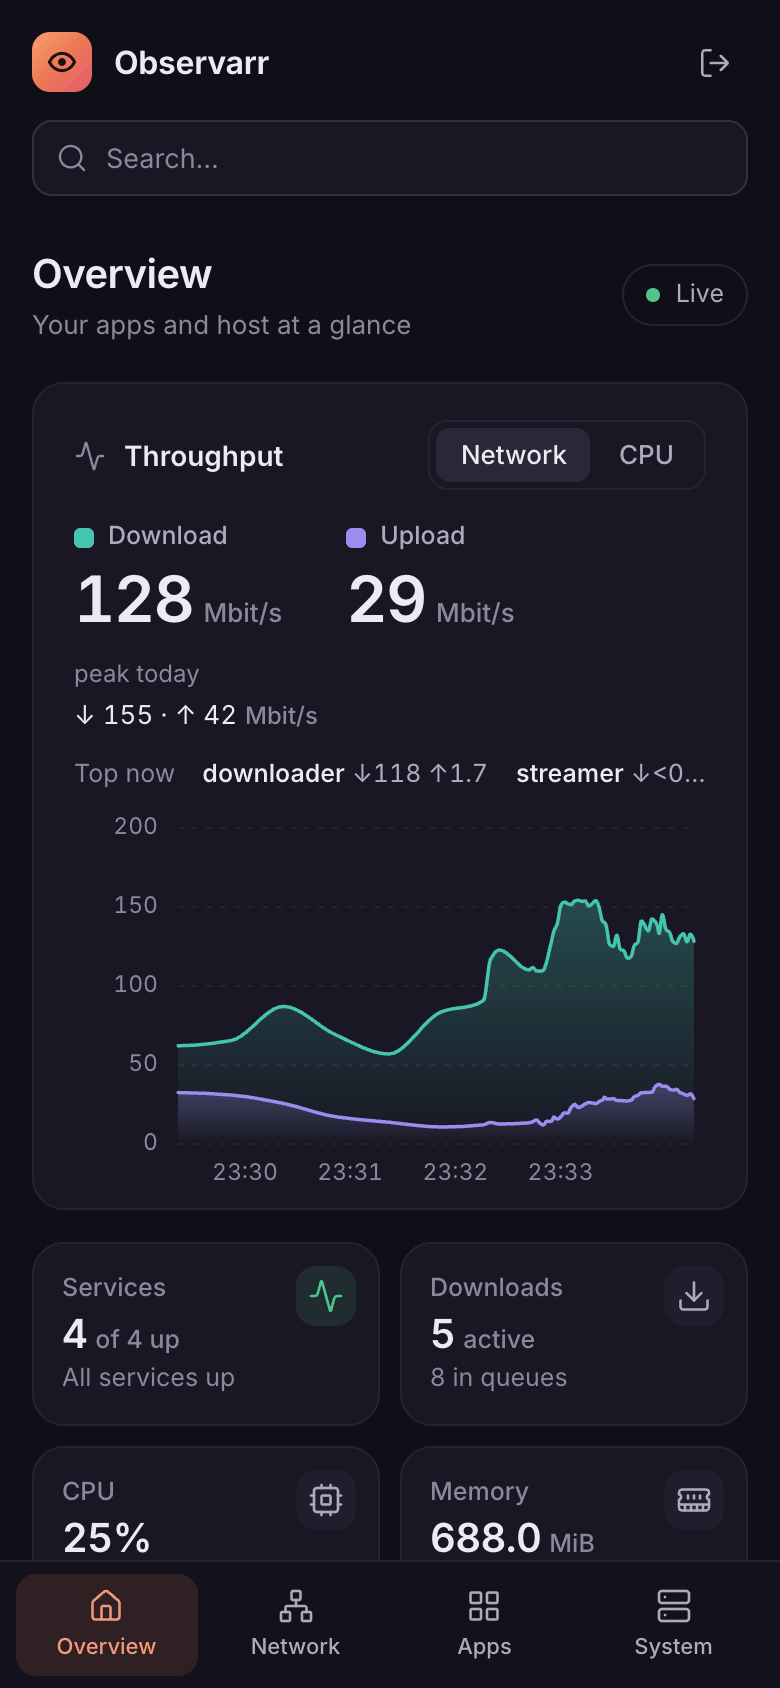 Observarr
Search...
Overview
Your apps and host at a glance
Live
Throughput
Network
CPU
Download
Upload
128 Mbit/s
29 Mbit/s
peak today
↓ 155 · ↑ 42 Mbit/s
Top now downloader ↓118 ↑1.7 streamer ↓<0...
200
150
100
50
0
23:30 23:31 23:32 23:33
Services
4 of 4 up
All services up
Downloads
5 active
8 in queues
CPU
25%
Memory
688.0 MiB
Overview
Network
Apps
System